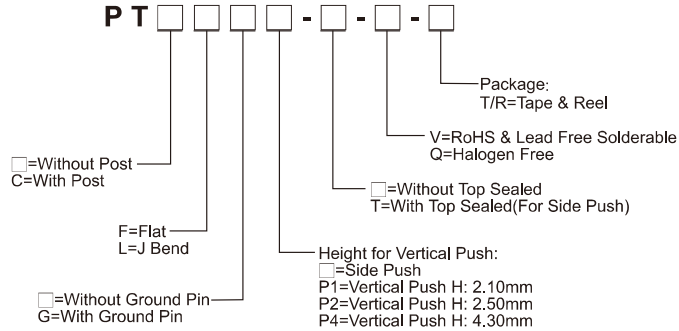 PT□□□□-□-□-□
Package:
T/R=Tape & Reel
V=RoHS & Lead Free Solderable
Q=Halogen Free
□=Without Post
C=With Post
□=Without Top Sealed
T=With Top Sealed(For Side Push)
F=Flat
L=J Bend
Height for Vertical Push:
□=Side Push
P1=Vertical Push H: 2.10mm
P2=Vertical Push H: 2.50mm
P4=Vertical Push H: 4.30mm
□=Without Ground Pin
G=With Ground Pin